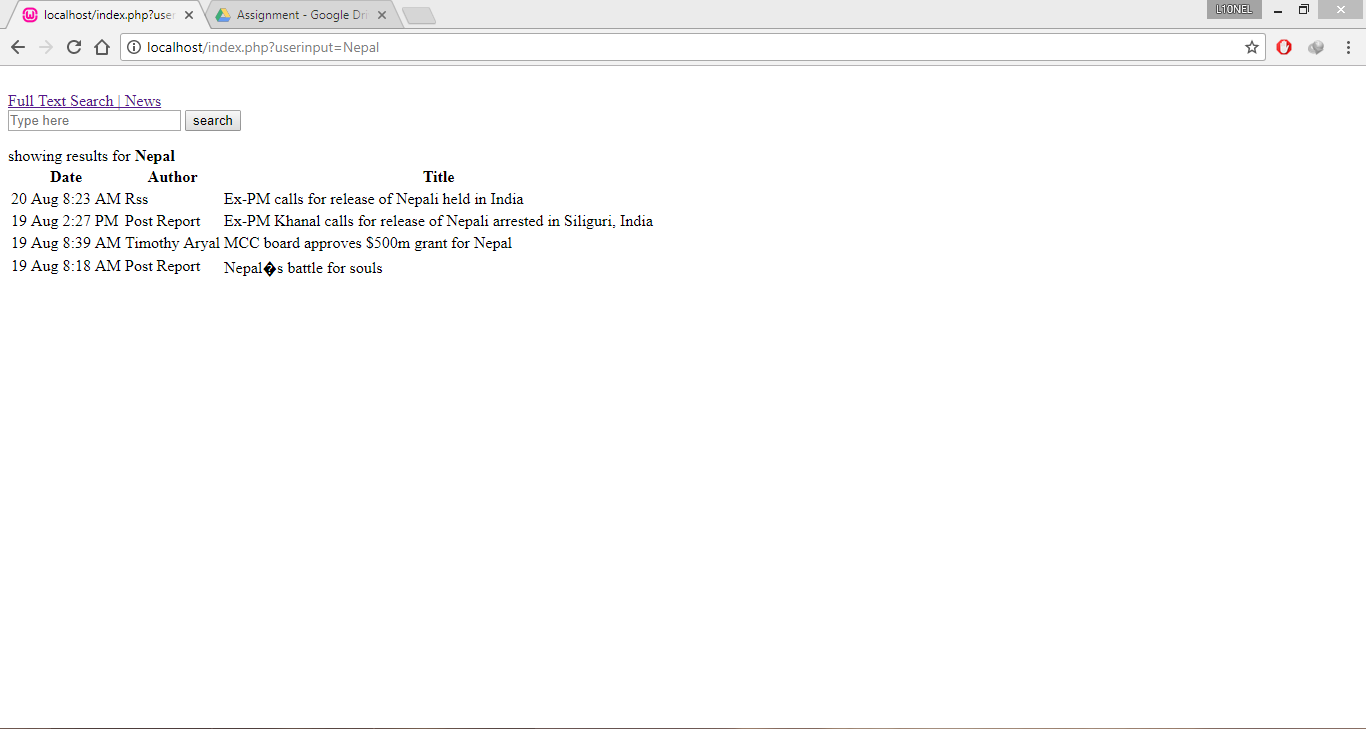 localhost/index.php?user
Assignment - Google Dri
L10NEL
localhost/index.php?userinput=Nepal
Full Text Search | News
Type here
search
showing results for Nepal
Date Author Title
20 Aug 8:23 AM Rss Ex-PM calls for release of Nepali held in India
19 Aug 2:27 PM Post Report Ex-PM Khanal calls for release of Nepali arrested in Siliguri, India
19 Aug 8:39 AM Timothy Aryal MCC board approves $500m grant for Nepal
19 Aug 8:18 AM Post Report Nepal�s battle for souls